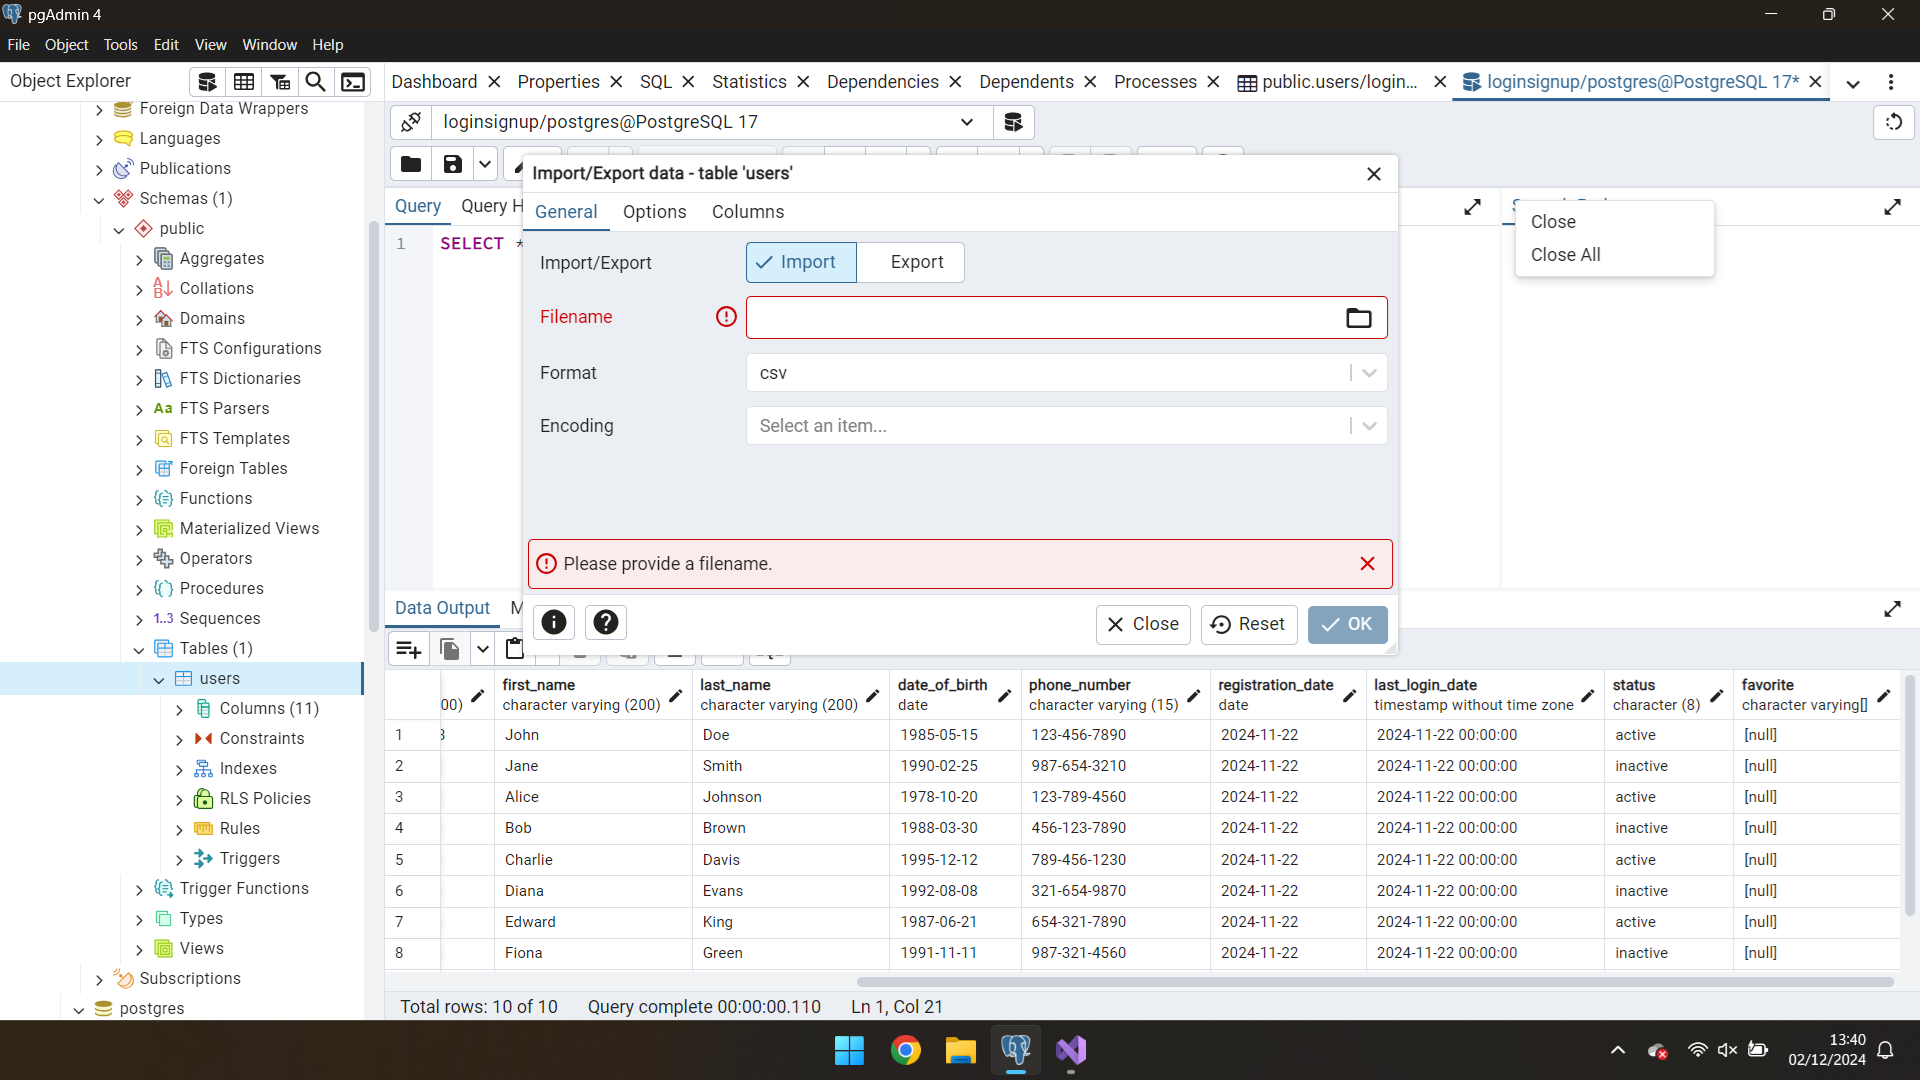 pgAdmin 4
File Object Tools Edit View Window Help
Object Explorer
Dashboard Properties SQL Statistics Dependencies Dependents Processes public.users/login... loginsignup/postgres@PostgreSQL 17*
loginsignup/postgres@PostgreSQL 17
Foreign Data Wrappers
Languages
Publications
Schemas (1)
public
Aggregates
Collations
Domains
FTS Configurations
FTS Dictionaries
Aa FTS Parsers
FTS Templates
Foreign Tables
Functions
Materialized Views
Operators
Procedures
1..3 Sequences
Tables (1)
users
Columns (11)
Constraints
Indexes
RLS Policies
Rules
Triggers
Trigger Functions
Types
Views
Subscriptions
postgres
Query Query H
1 SELECT *
Close
Close All
Import/Export data - table 'users'
General Options Columns
Import/Export Import Export
Filename
Format csv
Encoding Select an item...
Please provide a filename.
Close Reset OK
Data Output M
00) first_name last_name date_of_birth phone_number registration_date last_login_date status favorite
character varying (200) character varying (200) date character varying (15) date timestamp without time zone character (8) character varying[]
1 John Doe 1985-05-15 123-456-7890 2024-11-22 2024-11-22 00:00:00 active [null]
2 Jane Smith 1990-02-25 987-654-3210 2024-11-22 2024-11-22 00:00:00 inactive [null]
3 Alice Johnson 1978-10-20 123-789-4560 2024-11-22 2024-11-22 00:00:00 active [null]
4 Bob Brown 1988-03-30 456-123-7890 2024-11-22 2024-11-22 00:00:00 inactive [null]
5 Charlie Davis 1995-12-12 789-456-1230 2024-11-22 2024-11-22 00:00:00 active [null]
6 Diana Evans 1992-08-08 321-654-9870 2024-11-22 2024-11-22 00:00:00 inactive [null]
7 Edward King 1987-06-21 654-321-7890 2024-11-22 2024-11-22 00:00:00 active [null]
8 Fiona Green 1991-11-11 987-321-4560 2024-11-22 2024-11-22 00:00:00 inactive [null]
Total rows: 10 of 10 Query complete 00:00:00.110 Ln 1, Col 21
13:40
02/12/2024